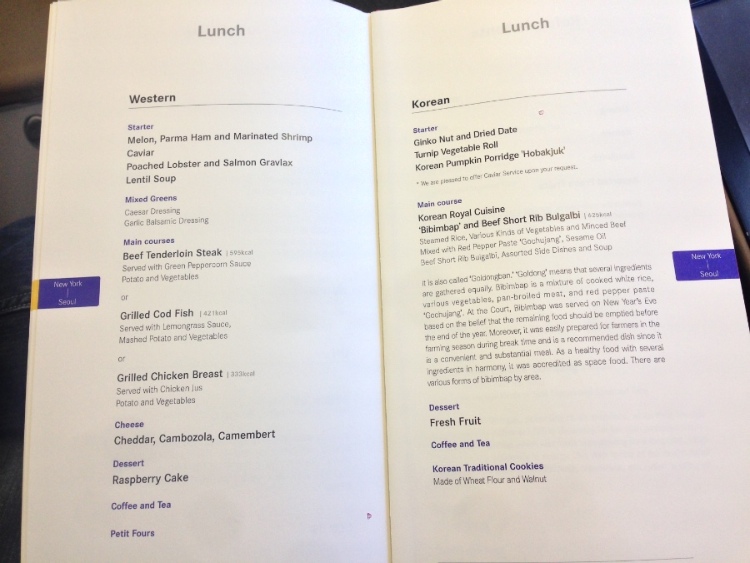 Lunch
Western
Starter
Melon, Parma Ham and Marinated Shrimp
Caviar
Poached Lobster and Salmon Gravlax
Lentil Soup
Mixed Greens
Caesar Dressing
Garlic Balsamic Dressing
Main courses
Beef Tenderloin Steak | 595kcal
Served with Green Peppercorn Sauce
Potato and Vegetables
or
Grilled Cod Fish | 421kcal
Served with Lemongrass Sauce,
Mashed Potato and Vegetables
or
Grilled Chicken Breast | 333kcal
Served with Chicken Jus
Potato and Vegetables
Cheese
Cheddar, Cambozola, Camembert
Dessert
Raspberry Cake
Coffee and Tea
Petit Fours
New York
Seoul
Lunch
Korean
Starter
Ginko Nut and Dried Date
Turnip Vegetable Roll
Korean Pumpkin Porridge 'Hobakjuk'
* We are pleased to offer Caviar Service upon your request.
Main course
Korean Royal Cuisine
'Bibimbap' and Beef Short Rib Bulgalbi | 525kcal
Steamed Rice, Various Kinds of Vegetables and Minced Beef
Mixed with Red Pepper Paste 'Gochujang', Sesame Oil
Beef Short Rib Bulgalbi, Assorted Side Dishes and Soup
It is also called 'Goldongban.' 'Goldong' means that several ingredients
are gathered equally. Bibimbap is a mixture of cooked white rice,
various vegetables, pan-broiled meat, and red pepper paste
'Gochujang'. At the Court, Bibimbap was served on New Year's Eve
based on the belief that the remaining food should be emptied before
the end of the year. Moreover, it was easily prepared for farmers in the
farming season during break time and is a recommended dish since it
is a convenient and substantial meal. As a healthy food with several
ingredients in harmony, it was accredited as space food. There are
various forms of bibimbap by area.
Dessert
Fresh Fruit
Coffee and Tea
Korean Traditional Cookies
Made of Wheat Flour and Walnut
New York
Seoul